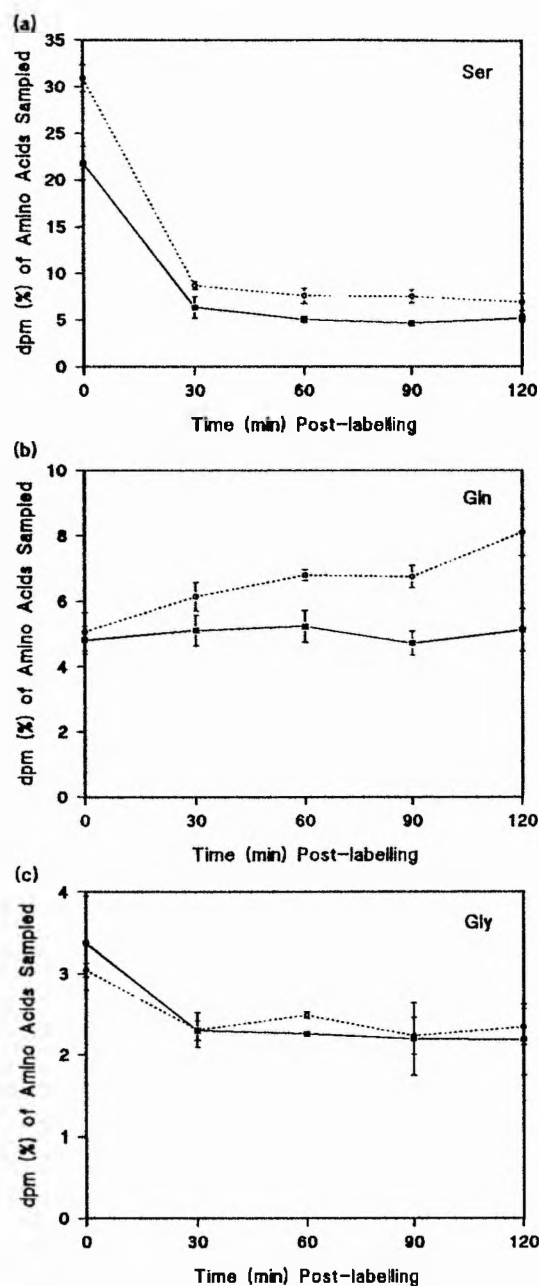 (a)
dpm (%) of Amino Acids Sampled
35
30
25
20
15
10
5
0
Ser
0 30 60 90 120
Time (min) Post-labelling
(b)
dpm (%) of Amino Acids Sampled
10
8
6
4
2
0
Gln
0 30 60 90 120
Time (min) Post-labelling
(c)
dpm (%) of Amino Acids Sampled
4
3
2
1
0
Gly
0 30 60 90 120
Time (min) Post-labelling